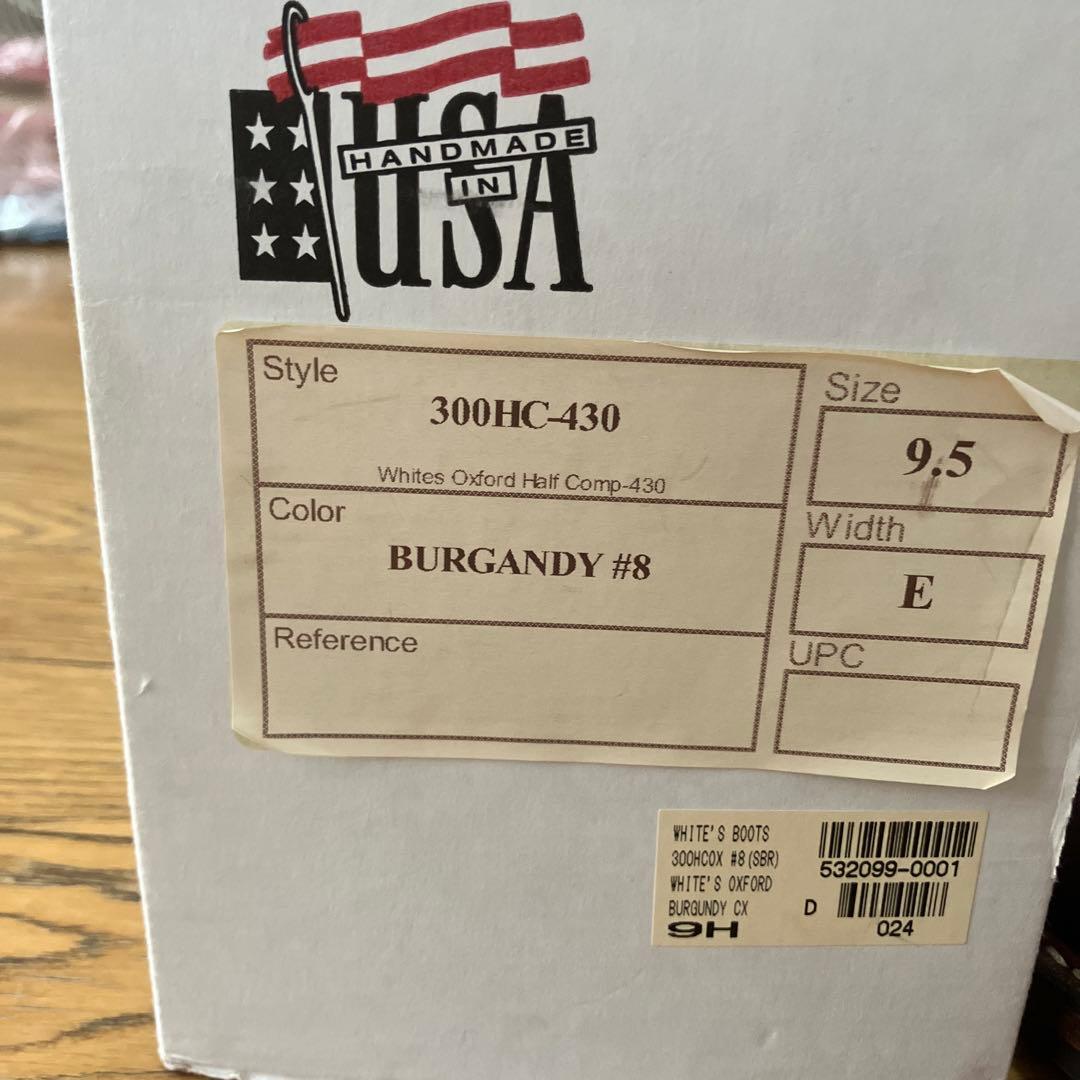 USA
HANDMADE
IN
Style
300HC-430
Whites Oxford Half Comp-430
Size
9.5
Color
BURGANDY #8
Width
E
Reference
UPC
WHITE'S BOOTS
300HCOX #8(SBR)
532099-0001
WHITE'S OXFORD
BURGUNDY CX
D
9H
024